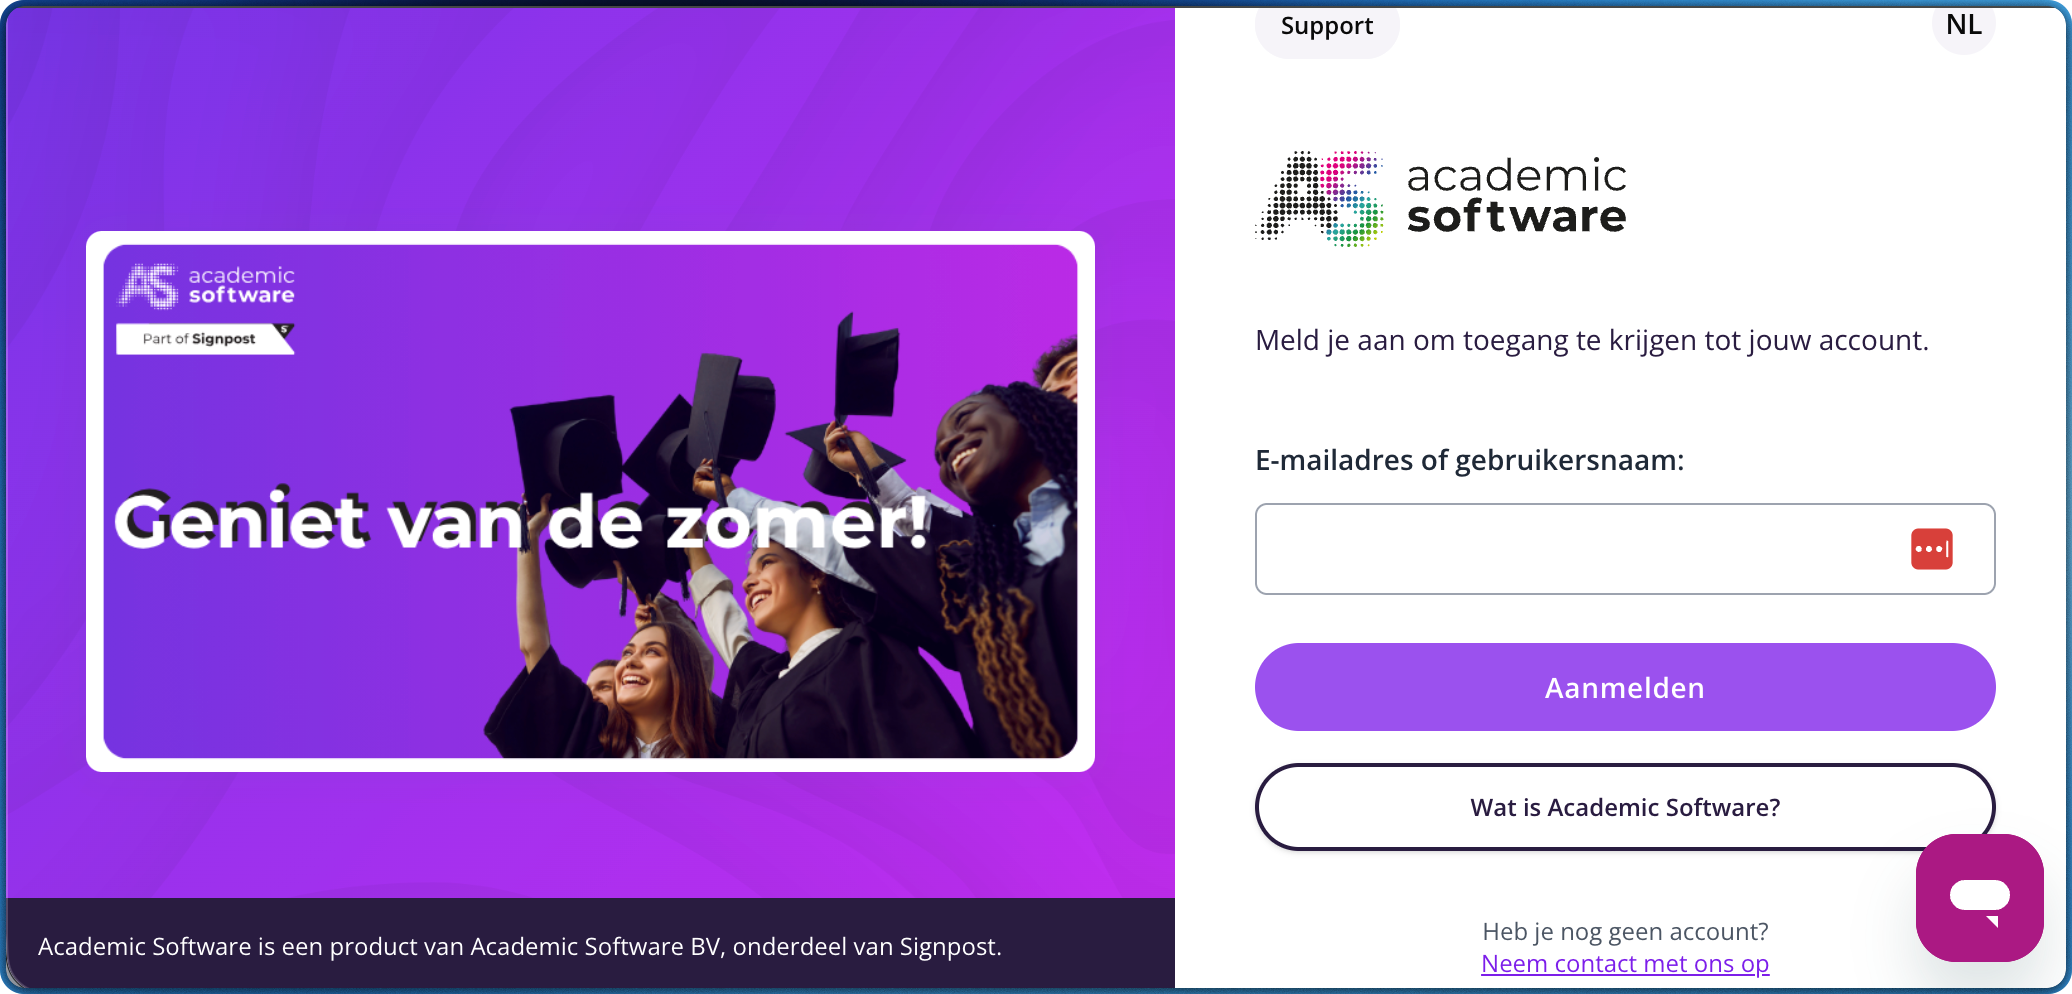 academic
software
Part of Signpost
Geniet van de zomer!
Academic Software is een product van Academic Software BV, onderdeel van Signpost.
Support
NL
AS academic
software
Meld je aan om toegang te krijgen tot jouw account.
E-mailadres of gebruikersnaam:
Aanmelden
Wat is Academic Software?
Heb je nog geen account?
Neem contact met ons op